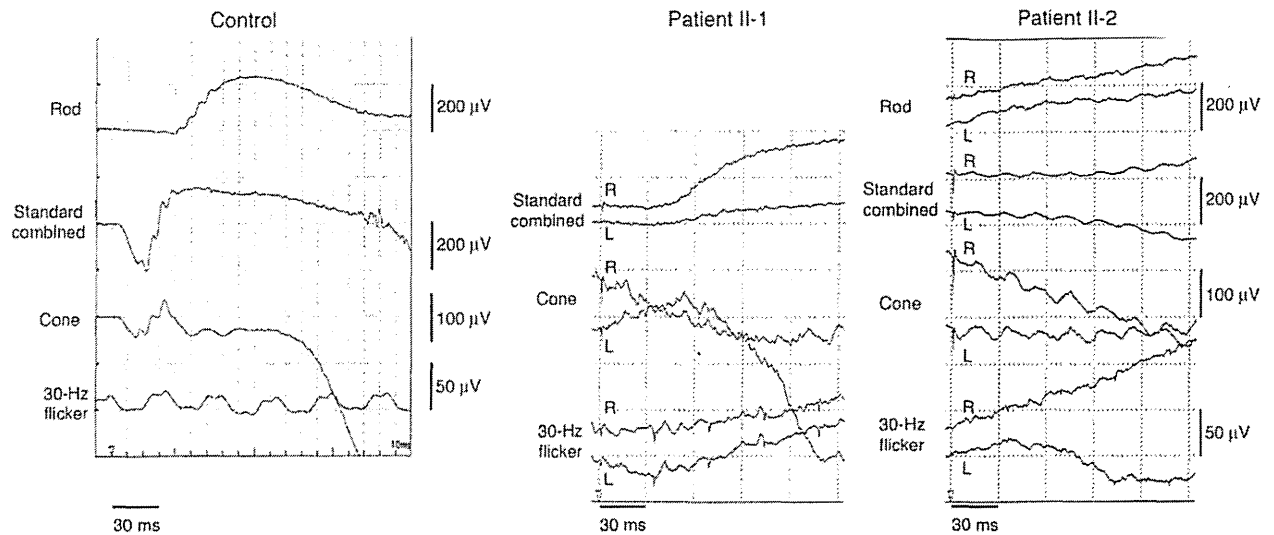 Control
Patient II-1
Patient II-2
Rod
200 µV
Standard
combined
200 µV
Cone
100 µV
50 µV
30-Hz
flicker
10ms
30 ms
R
Standard
combined
L
R
Cone
L
R
30-Hz
flicker
L
30 ms
R
Rod
200 µV
L
R
Standard
combined
200 µV
L
R
Cone
100 µV
L
R
30-Hz
flicker
50 µV
L
30 ms